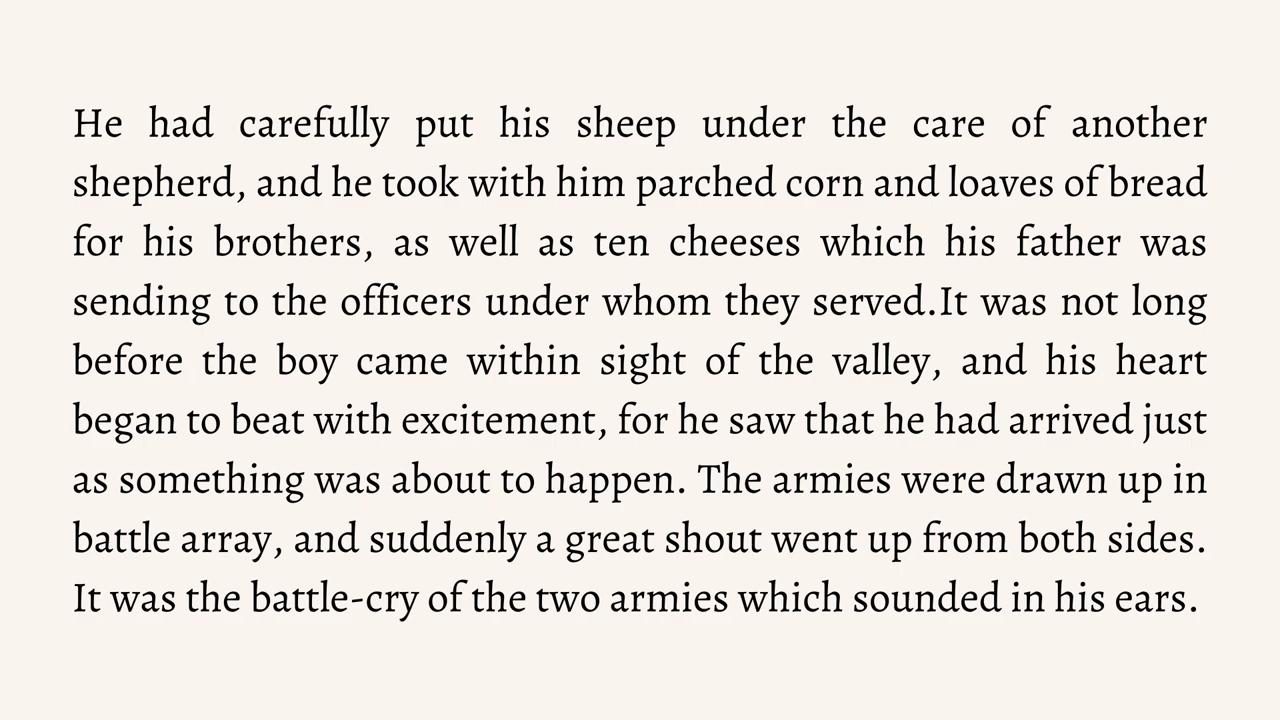 He had carefully put his sheep under the care of another
shepherd, and he took with him parched corn and loaves of bread
for his brothers, as well as ten cheeses which his father was
sending to the officers under whom they served.It was not long
before the boy came within sight of the valley, and his heart
began to beat with excitement, for he saw that he had arrived just
as something was about to happen. The armies were drawn up in
battle array, and suddenly a great shout went up from both sides.
It was the battle-cry of the two armies which sounded in his ears.